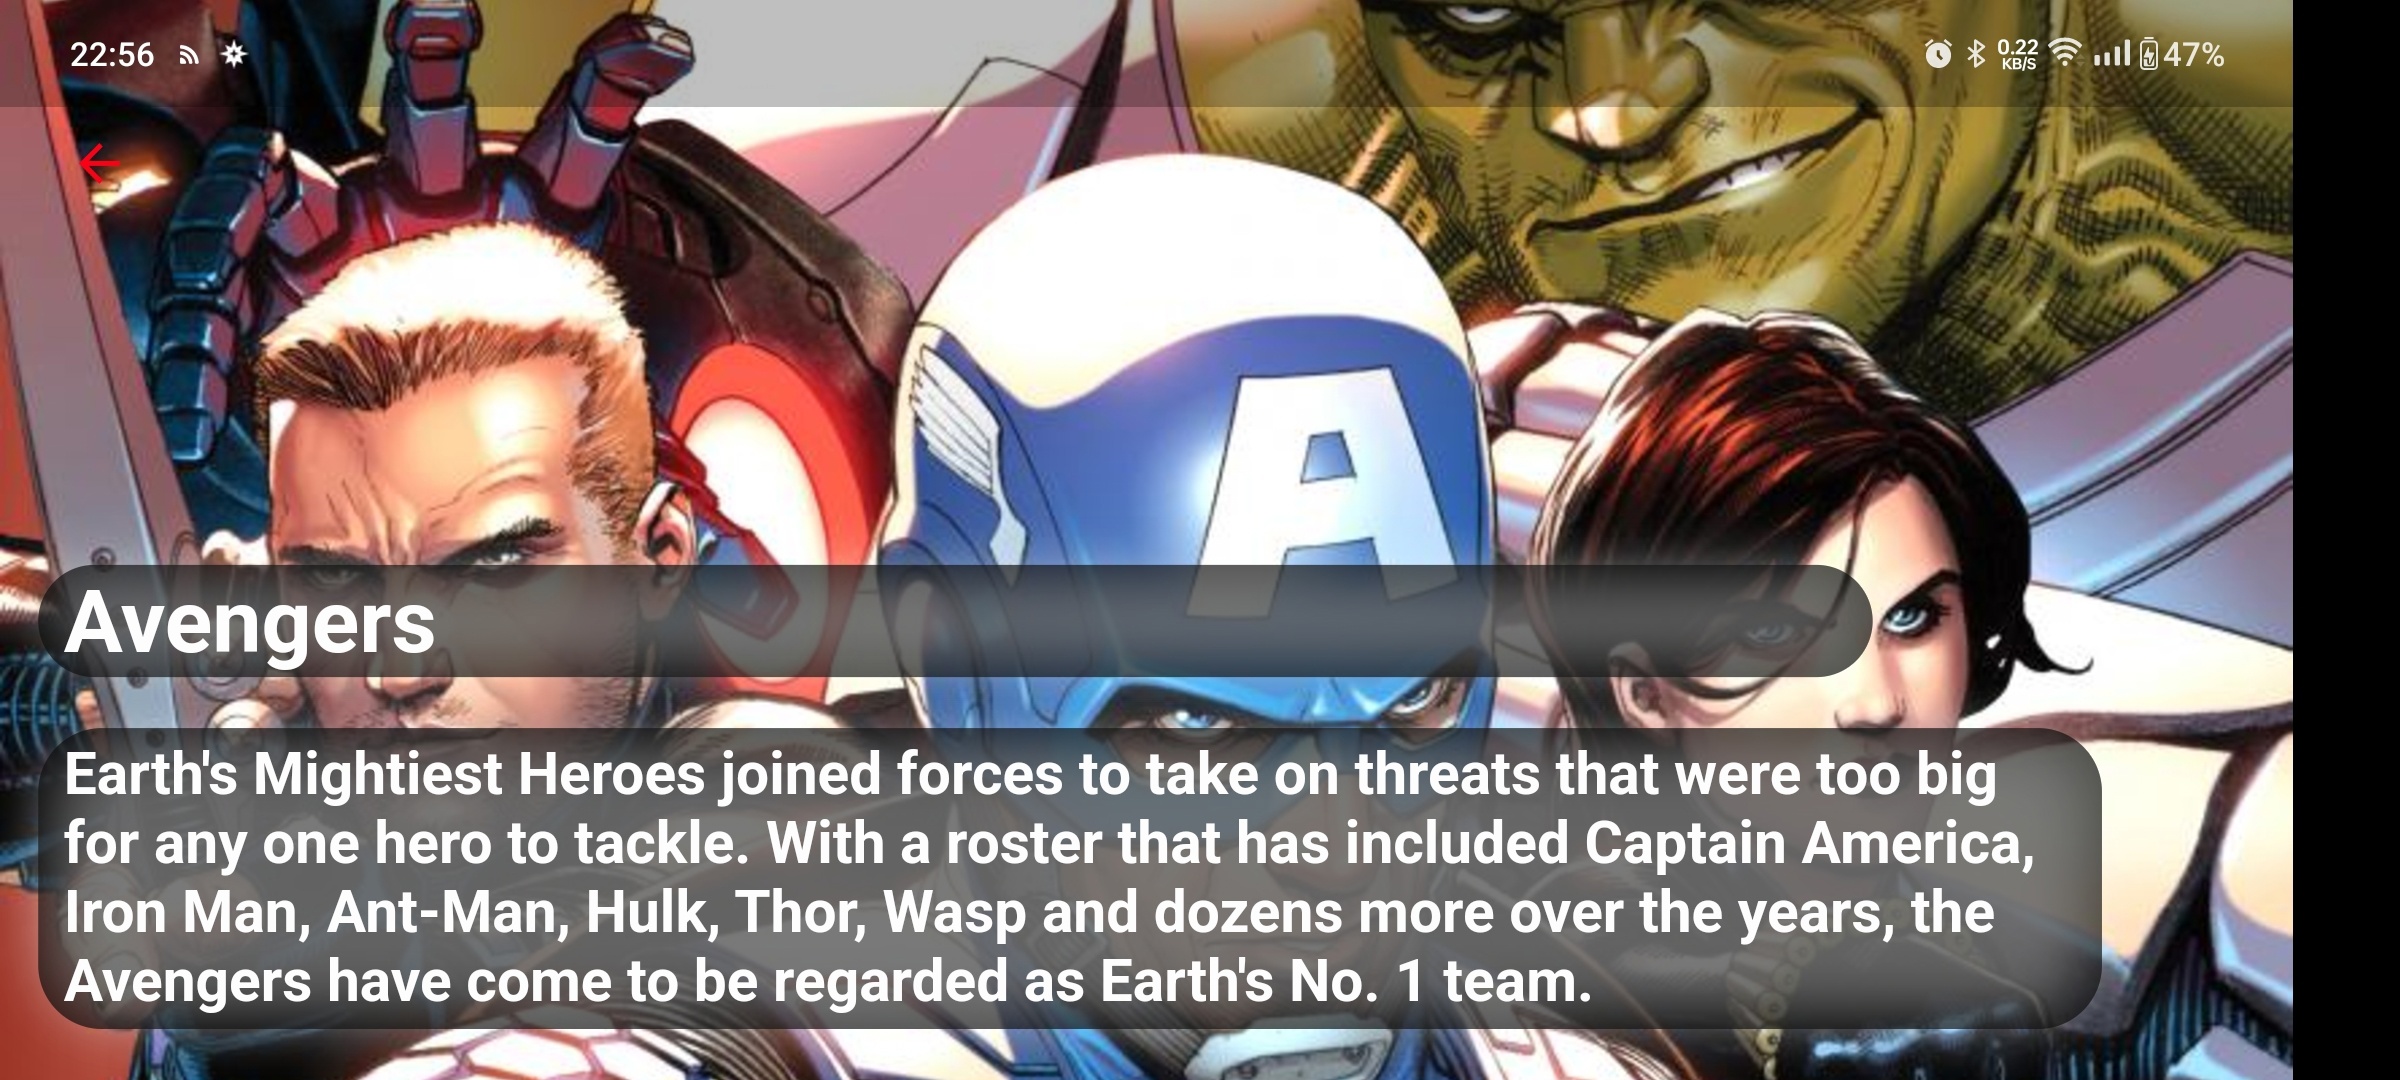 22:56
0.22
KB/S
47%
A
Avengers
Earth's Mightiest Heroes joined forces to take on threats that were too big
for any one hero to tackle. With a roster that has included Captain America,
Iron Man, Ant-Man, Hulk, Thor, Wasp and dozens more over the years, the
Avengers have come to be regarded as Earth's No. 1 team.